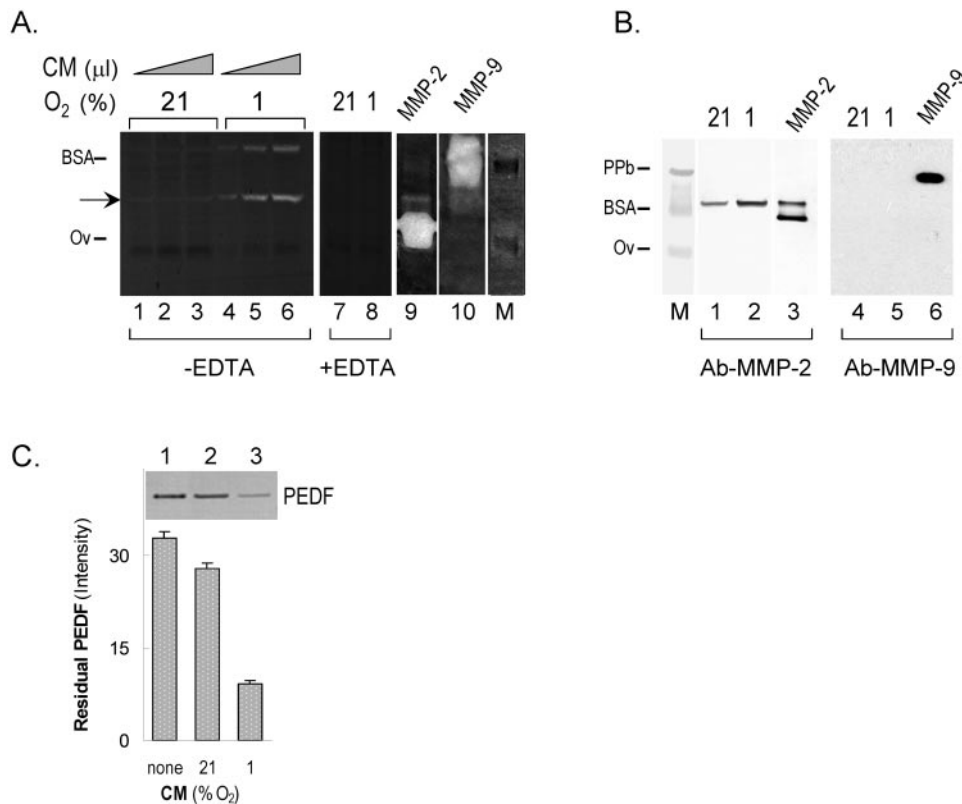 A.
CM (μl)
O2 (%) 21 1 21 1 MMP-2 MMP-9
BSA
Ov
1 2 3 4 5 6 7 8 9 10 M
-EDTA +EDTA
B.
21 1 MMP-2 21 1 MMP-9
PPb
BSA
Ov
M 1 2 3 4 5 6
Ab-MMP-2 Ab-MMP-9
C.
1 2 3
PEDF
Residual PEDF (Intensity)
30
15
0
none 21 1
CM (% O2)